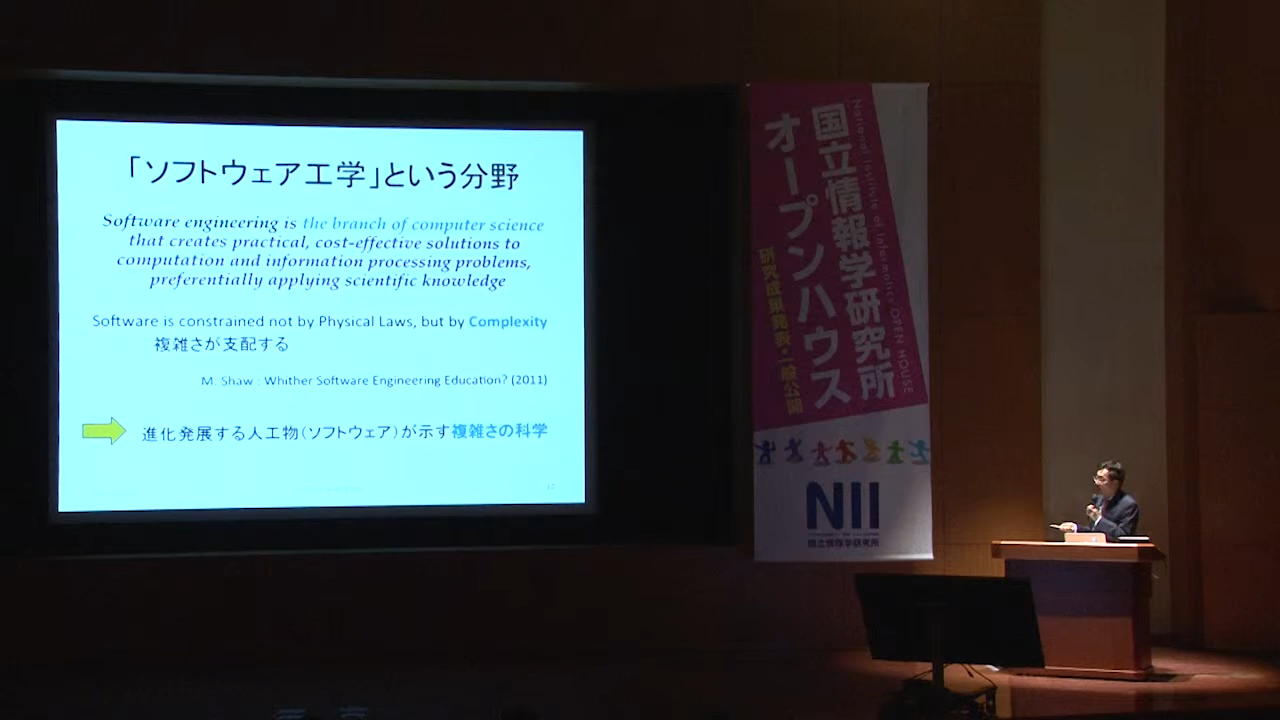 「ソフトウェア工学」という分野
Software engineering is the branch of computer science
that creates practical, cost-effective solutions to
computation and information processing problems,
preferentially applying scientific knowledge
Software is constrained not by Physical Laws, but by Complexity
複雑さが支配する
M. Shaw : Whither Software Engineering Education? (2011)
進化発展する人工物(ソフトウェア)が示す複雑さの科学
National Institute of Informatics OPEN HOUSE
国立情報学研究所
オープンハウス
研究成果発表・一般公開
NII
国立情報学研究所